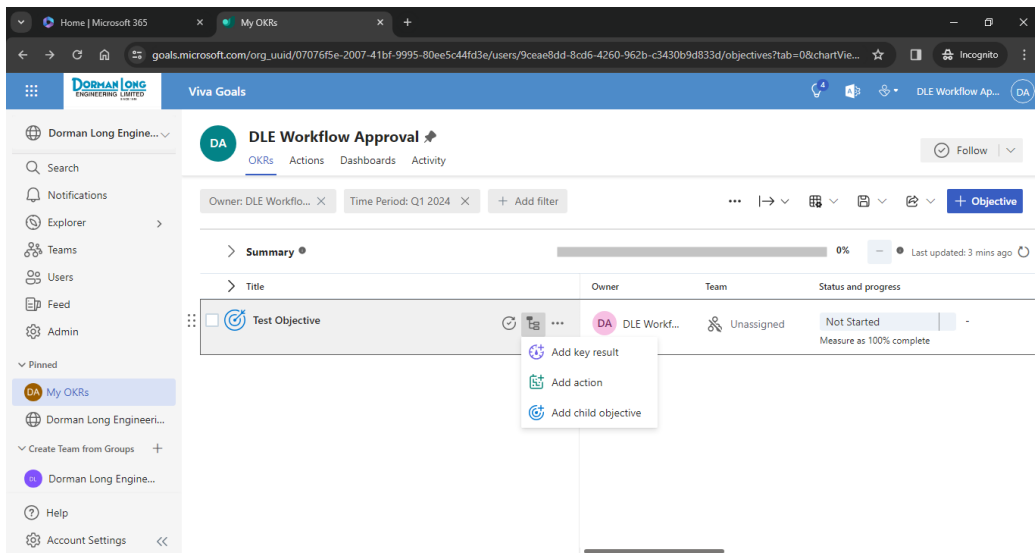 Home | Microsoft 365
My OKRs
goals.microsoft.com/org_uuid/07076f5e-2007-41bf-9995-80ee5c44fd3e/users/9ceae8dd-8cd6-4260-962b-c3430b9d833d/objectives?tab=0&chartVie...
Incognito
DORMAN LONG
ENGINEERING LIMITED
Viva Goals
4
DLE Workflow Ap...
DA
Dorman Long Engine...
Search
Notifications
Explorer
Teams
Users
Feed
Admin
Pinned
DA My OKRs
Dorman Long Engineeri...
Create Team from Groups +
DL Dorman Long Engine...
Help
Account Settings
DA
DLE Workflow Approval
OKRs Actions Dashboards Activity
Follow
Owner: DLE Workflo... × Time Period: Q1 2024 × + Add filter
+ Objective
Summary 0% – Last updated: 3 mins ago
Title Owner Team Status and progress
Test Objective ... DA DLE Workf... Unassigned Not Started -
Measure as 100% complete
Add key result
Add action
Add child objective